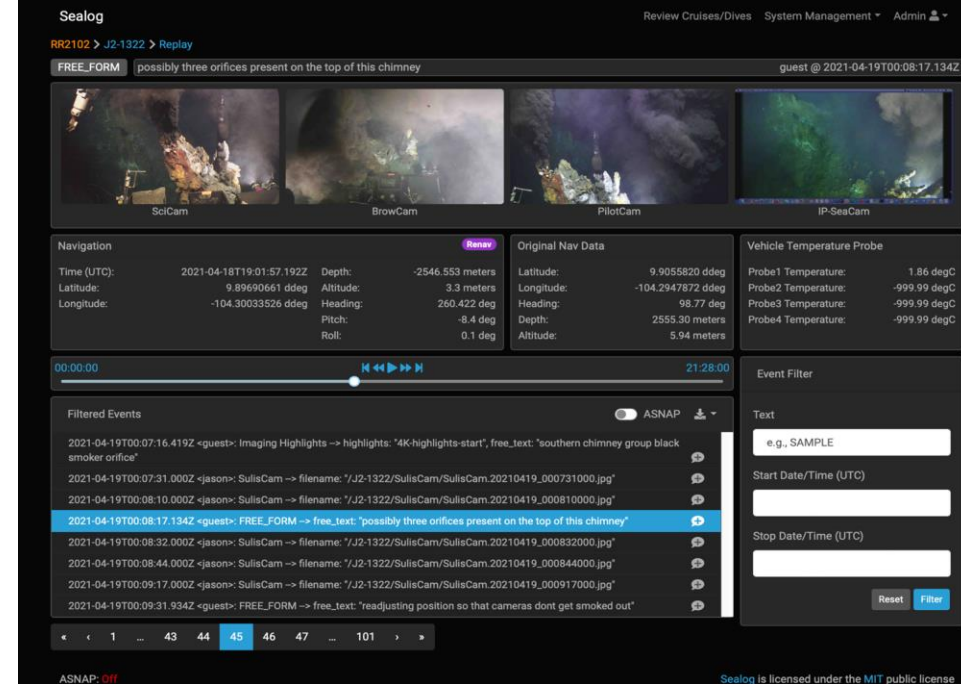 Sealog
Review Cruises/Dives System Management Admin
RR2102 > J2-1322 > Replay
FREE_FORM possibly three orifices present on the top of this chimney guest @ 2021-04-19T00:08:17.134Z
SciCam BrowCam PilotCam IP-SeaCam
Navigation Renav
Time (UTC): 2021-04-18T19:01:57.192Z Depth: -2546.553 meters
Latitude: 9.89690661 ddeg Altitude: 3.3 meters
Longitude: -104.30033526 ddeg Heading: 260.422 deg
Pitch: -8.4 deg
Roll: 0.1 deg
Original Nav Data
Latitude: 9.9055820 ddeg
Longitude: -104.2947872 ddeg
Heading: 98.77 deg
Depth: 2555.30 meters
Altitude: 5.94 meters
Vehicle Temperature Probe
Probe1 Temperature: 1.86 degC
Probe2 Temperature: -999.99 degC
Probe3 Temperature: -999.99 degC
Probe4 Temperature: -999.99 degC
00:00:00 21:28:00
Filtered Events ASNAP
2021-04-19T00:07:16.419Z <guest>: Imaging Highlights --> highlights: "4K-highlights-start", free_text: "southern chimney group black
smoker orifice"
2021-04-19T00:07:31.000Z <jason>: SulisCam --> filename: "/J2-1322/SulisCam/SulisCam.20210419_000731000.jpg"
2021-04-19T00:08:10.000Z <jason>: SulisCam --> filename: "/J2-1322/SulisCam/SulisCam.20210419_000810000.jpg"
2021-04-19T00:08:17.134Z <guest>: FREE_FORM --> free_text: "possibly three orifices present on the top of this chimney"
2021-04-19T00:08:32.000Z <jason>: SulisCam --> filename: "/J2-1322/SulisCam/SulisCam.20210419_000832000.jpg"
2021-04-19T00:08:44.000Z <jason>: SulisCam --> filename: "/J2-1322/SulisCam/SulisCam.20210419_000844000.jpg"
2021-04-19T00:09:17.000Z <jason>: SulisCam --> filename: "/J2-1322/SulisCam/SulisCam.20210419_000917000.jpg"
2021-04-19T00:09:31.934Z <guest>: FREE_FORM --> free_text: "readjusting position so that cameras dont get smoked out"
Event Filter
Text
e.g., SAMPLE
Start Date/Time (UTC)
Stop Date/Time (UTC)
Reset Filter
« ‹ 1 … 43 44 45 46 47 … 101 › »
ASNAP: Off
Sealog is licensed under the MIT public license